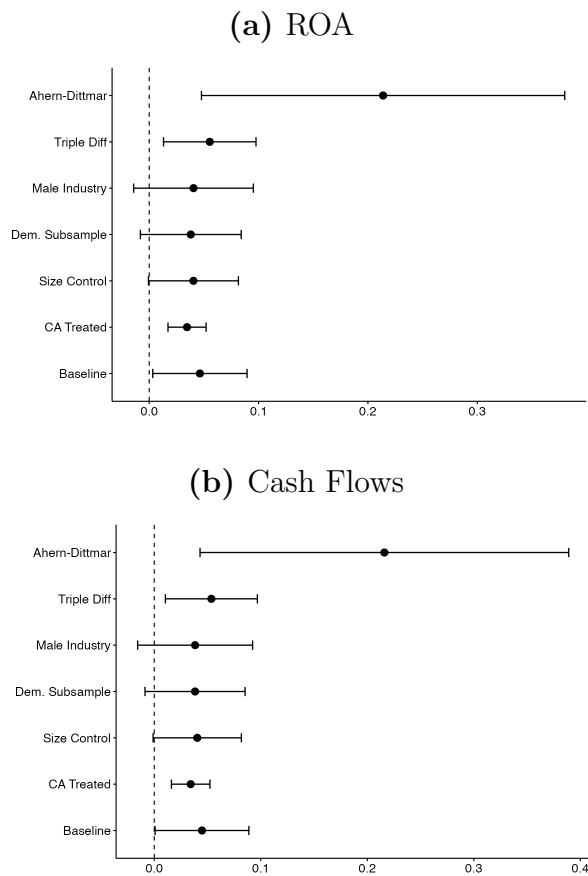 (a) ROA
Ahern-Dittmar
Triple Diff
Male Industry
Dem. Subsample
Size Control
CA Treated
Baseline
0.0 0.1 0.2 0.3
(b) Cash Flows
Ahern-Dittmar
Triple Diff
Male Industry
Dem. Subsample
Size Control
CA Treated
Baseline
0.0 0.1 0.2 0.3 0.4